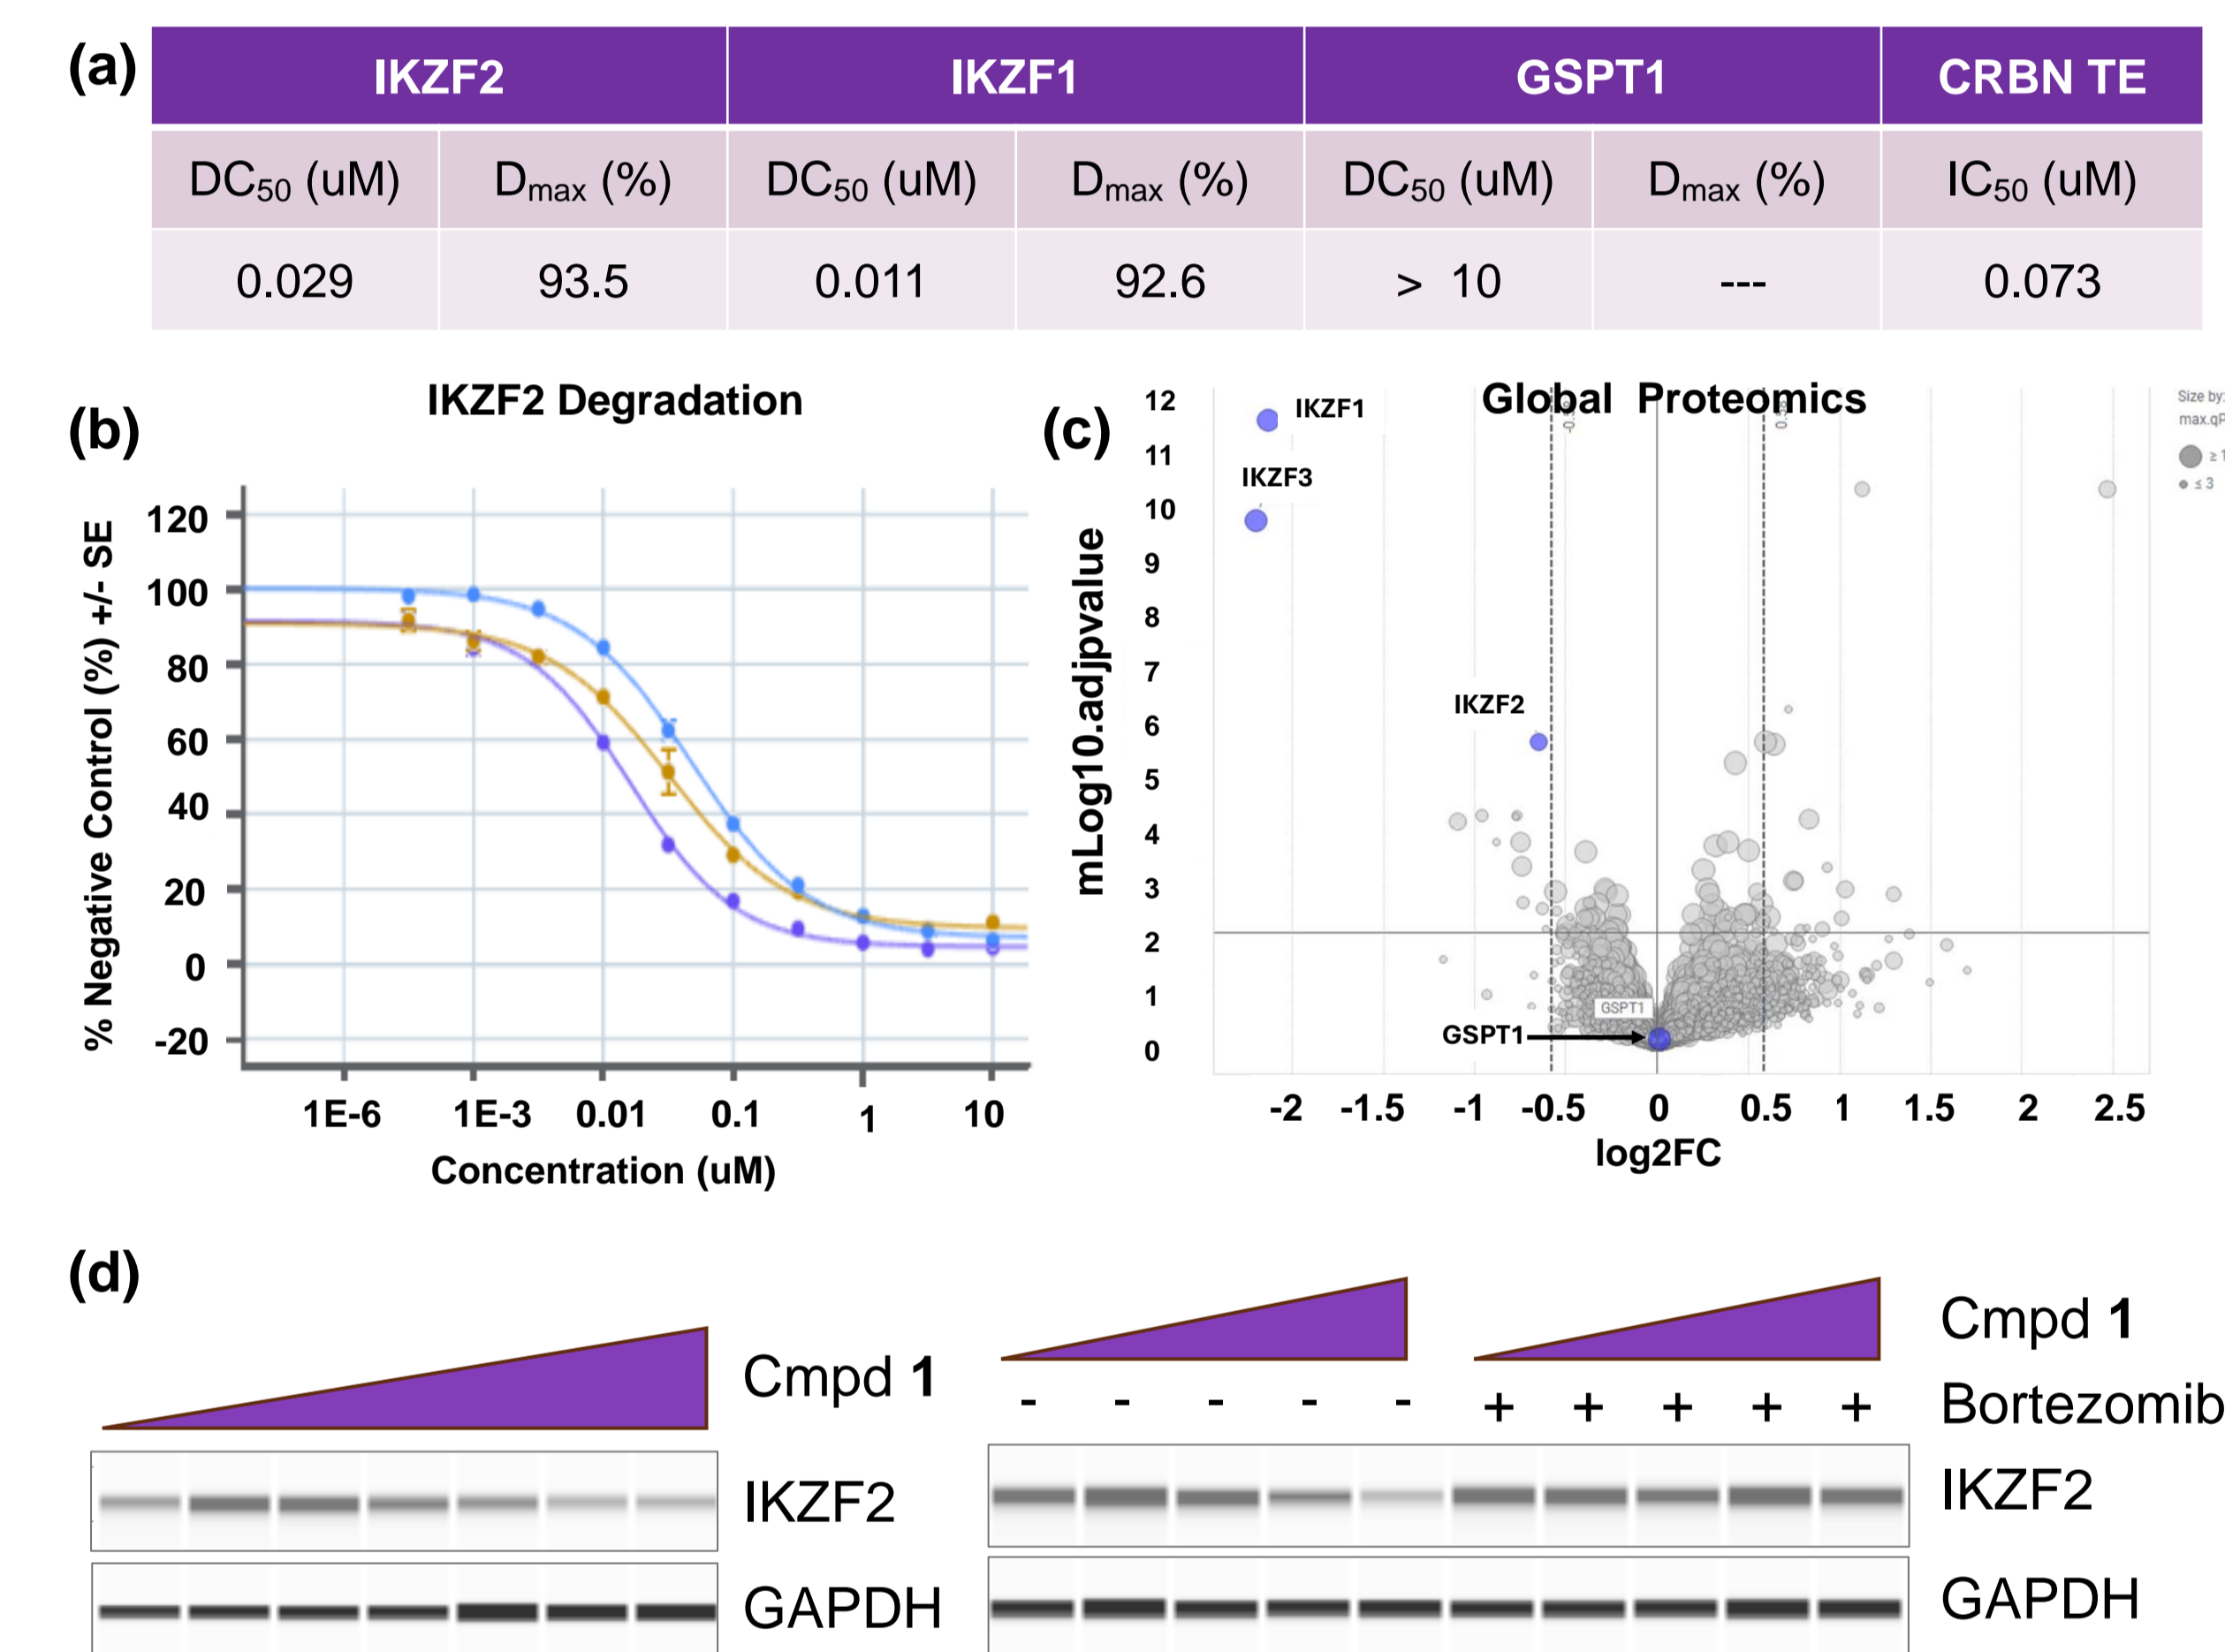 (a)
IKZF2 IKZF1 GSPT1 CRBN TE
DC50 (uM) Dmax (%) DC50 (uM) Dmax (%) DC50 (uM) Dmax (%) IC50 (uM)
0.029 93.5 0.011 92.6 > 10 --- 0.073
(b)
IKZF2 Degradation
% Negative Control (%) +/- SE
120
100
80
60
40
20
0
-20
1E-6 1E-3 0.01 0.1 1 10
Concentration (uM)
(c)
Global Proteomics
mLog10.adjpvalue
12
11
10
9
8
7
6
5
4
3
2
1
0
IKZF1
IKZF3
IKZF2
GSPT1
GSPT1
Size by:
max.qP
≥ 1
≤ 3
-2 -1.5 -1 -0.5 0 0.5 1 1.5 2 2.5
log2FC
(d)
Cmpd 1
IKZF2
GAPDH
Cmpd 1
- - - - - + + + + + Bortezomib
IKZF2
GAPDH